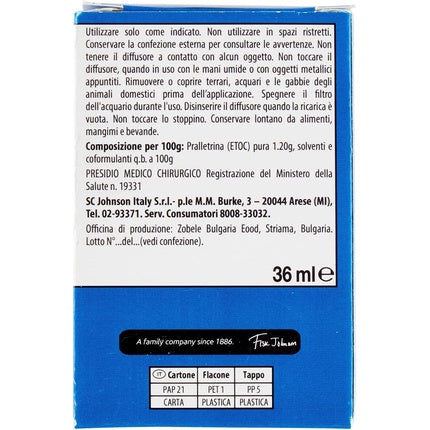 Utilizzare solo come indicato. Non utilizzare in spazi ristretti.
Conservare la confezione esterna per consultare le avvertenze. Non
tenere il diffusore a contatto con alcun oggetto. Non toccare il
diffusore, quando in uso con le mani umide o con oggetti metallici
appuntiti. Rimuovere o coprire terrari, acquari e le gabbie degli
animali domestici prima dell'applicazione. Spegnere il filtro
dell'acquario durante l'uso. Disinserire il diffusore quando la ricarica è
vuota. Non toccare lo stoppino. Conservare lontano da alimenti,
mangimi e bevande.
Composizione per 100g: Pralletrina (ETOC) pura 1.20g, solventi e
coformulanti q.b. a 100g
PRESIDIO MEDICO CHIRURGICO Registrazione del Ministero della
Salute n. 19331
SC Johnson Italy S.r.l.- p.le M.M. Burke, 3 – 20044 Arese (MI),
Tel. 02-93371. Serv. Consumatori 8008-33032.
Officina di produzione: Zobele Bulgaria Eood, Striama, Bulgaria.
Lotto N°...del...(vedi confezione).
36 ml e
A family company since 1886. Fisk Johnson
IT Cartone Flacone Tappo
PAP 21 PET 1 PP 5
CARTA PLASTICA PLASTICA